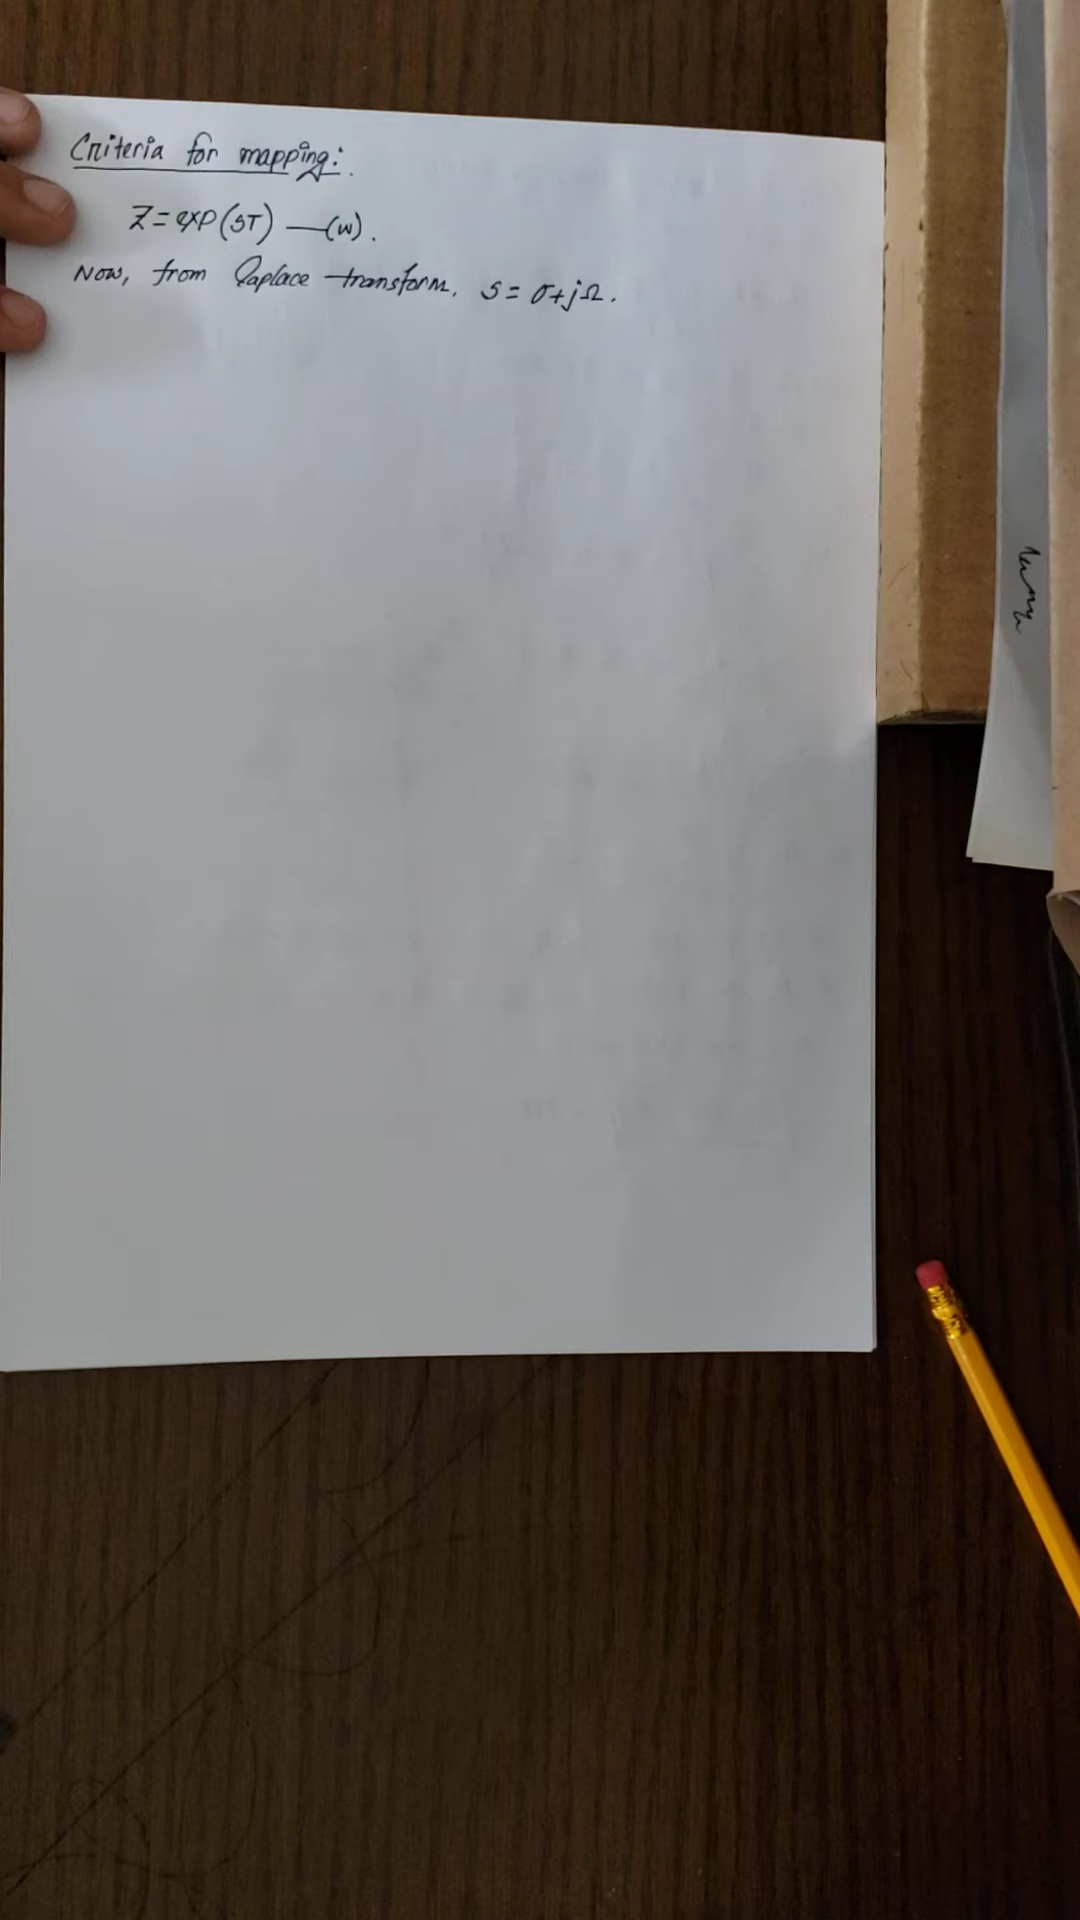 Criteria for mapping:
Z = exp(ST) —(w).
Now, from Laplace transform, S = σ+jΩ.